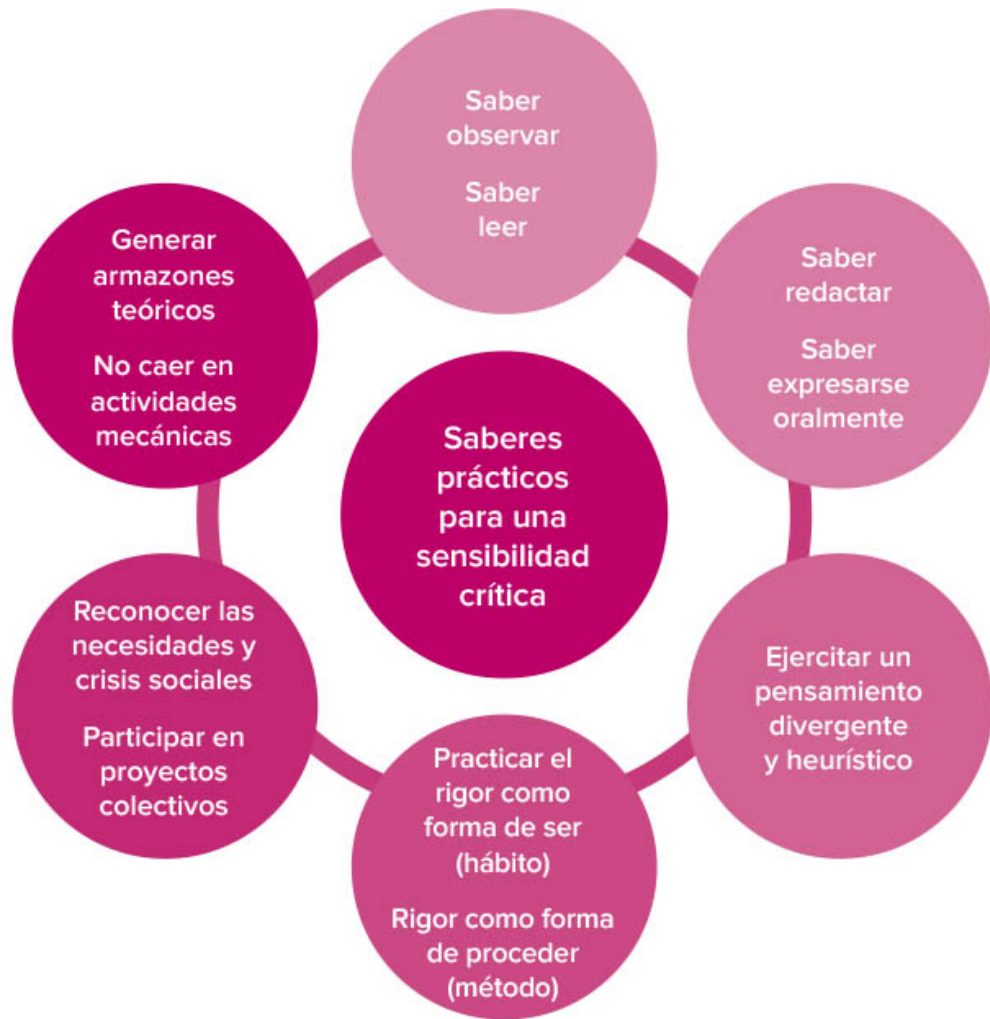 Saber
observar
Saber
leer
Saber
redactar
Saber
expresarse
oralmente
Ejercitar un
pensamiento
divergente
y heurístico
Practicar el
rigor como
forma de ser
(hábito)
Rigor como forma
de proceder
(método)
Reconocer las
necesidades y
crisis sociales
Participar en
proyectos
colectivos
Generar
armazones
teóricos
No caer en
actividades
mecánicas
Saberes
prácticos
para una
sensibilidad
crítica